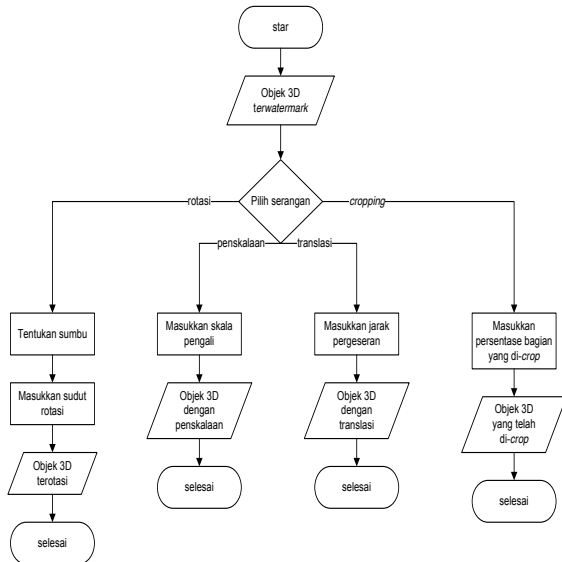 star
Objek 3D
terwatermark
Pilih serangan
rotasi
cropping
penskalaan
translasi
Tentukan sumbu
Masukkan sudut
rotasi
Objek 3D
terotasi
selesai
Masukkan skala
pengali
Objek 3D
dengan
penskalaan
selesai
Masukkan jarak
pergeseran
Objek 3D
dengan
translasi
selesai
Masukkan
persentase bagian
yang di-crop
Objek 3D
yang telah
di-crop
selesai